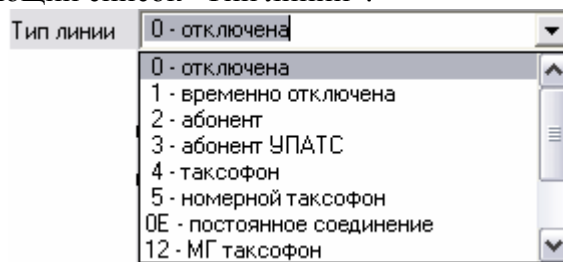 Тип линии 0 - отключена
0 - отключена
1 - временно отключена
2 - абонент
3 - абонент УПАТС
4 - таксофон
5 - номерной таксофон
0E - постоянное соединение
12 - МГ таксофон